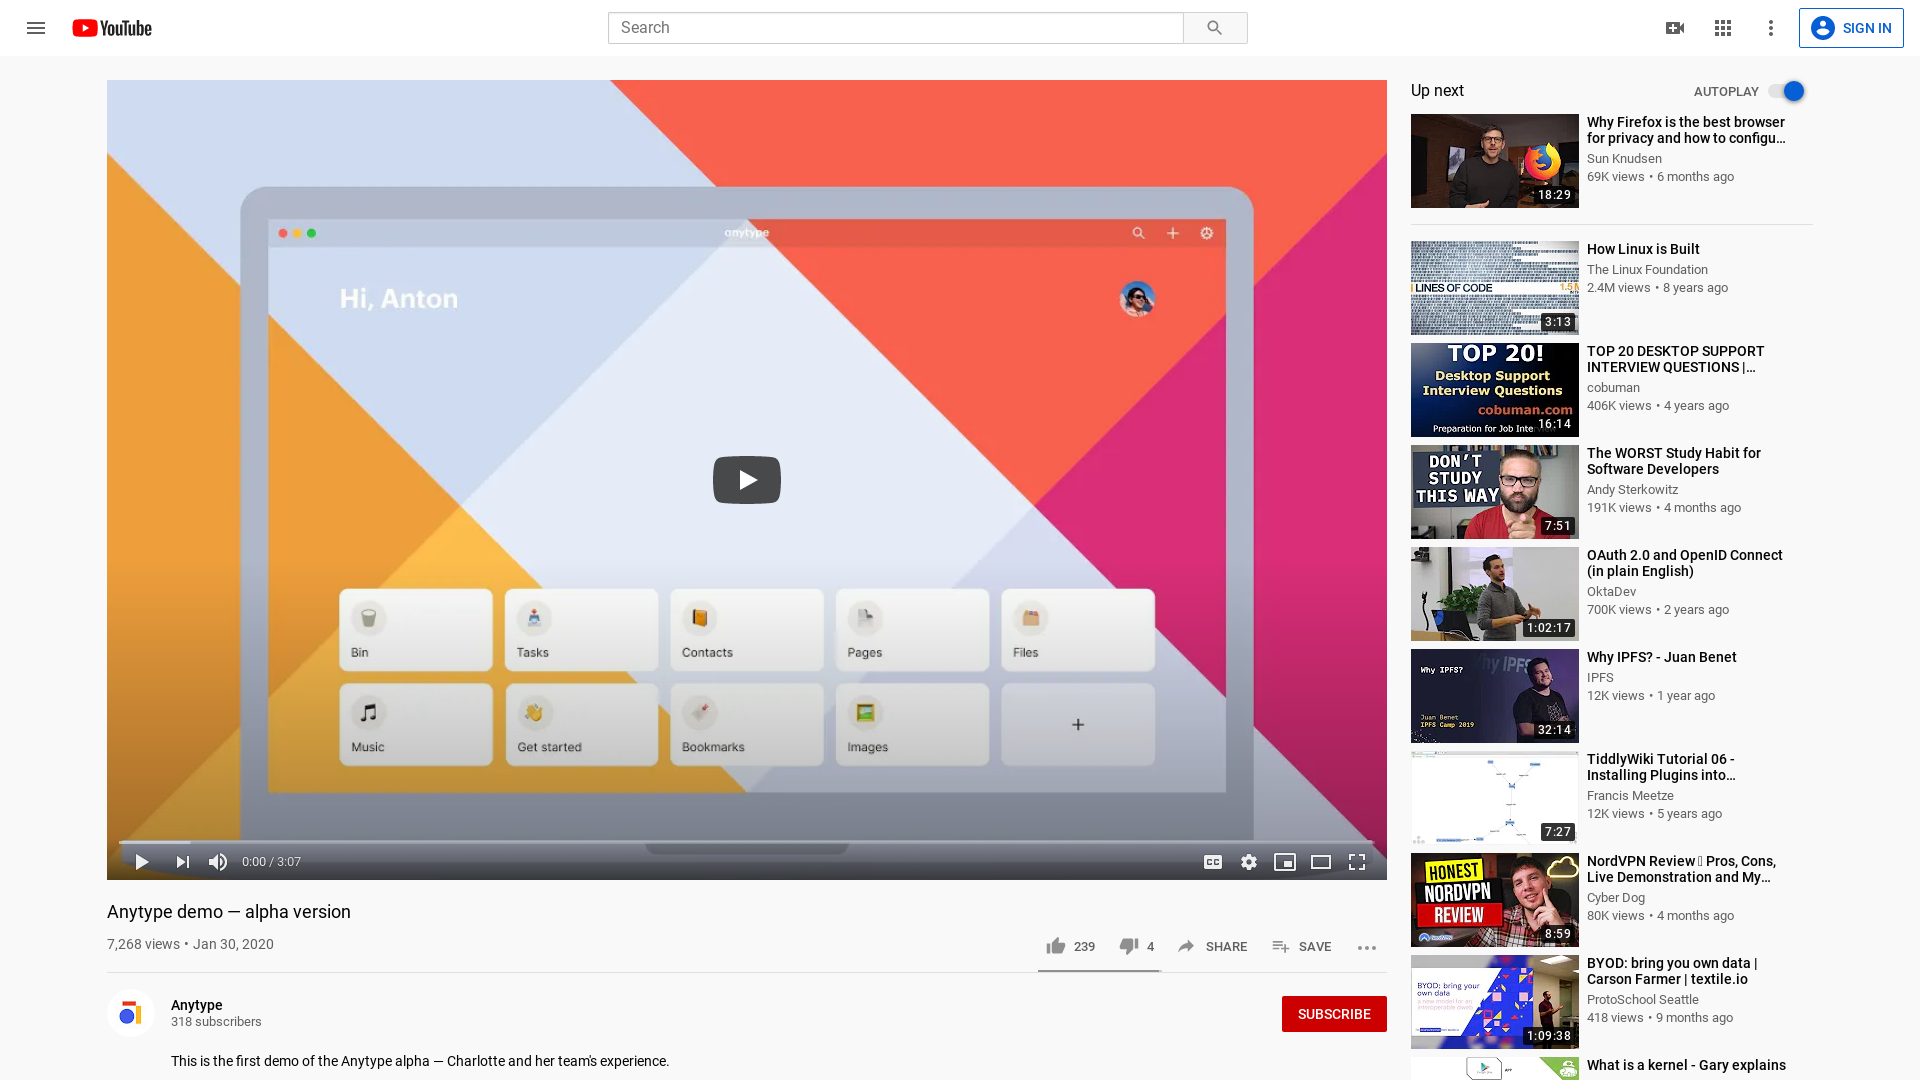 YouTube
Search
SIGN IN
anytype
Hi, Anton
Bin
Tasks
Contacts
Pages
Files
Music
Get started
Bookmarks
Images
0:00 / 3:07
CC
Anytype demo — alpha version
7,268 views • Jan 30, 2020
239
4
SHARE
SAVE
Anytype
318 subscribers
SUBSCRIBE
This is the first demo of the Anytype alpha — Charlotte and her team's experience.
Up next
AUTOPLAY
18:29
Why Firefox is the best browser
for privacy and how to configu...
Sun Knudsen
69K views • 6 months ago
LINES OF CODE
1.5
3:13
How Linux is Built
The Linux Foundation
2.4M views • 8 years ago
TOP 20!
Desktop Support
Interview Questions
cobuman.com
Preparation for Job
16:14
TOP 20 DESKTOP SUPPORT
INTERVIEW QUESTIONS |...
cobuman
406K views • 4 years ago
DON'T
STUDY
THIS WAY
7:51
The WORST Study Habit for
Software Developers
Andy Sterkowitz
191K views • 4 months ago
1:02:17
OAuth 2.0 and OpenID Connect
(in plain English)
OktaDev
700K views • 2 years ago
Why IPFS?
Juan Benet
IPFS Camp 2019
32:14
Why IPFS? - Juan Benet
IPFS
12K views • 1 year ago
7:27
TiddlyWiki Tutorial 06 -
Installing Plugins into...
Francis Meetze
12K views • 5 years ago
HONEST
NORDVPN
REVIEW
8:59
NordVPN Review Pros, Cons,
Live Demonstration and My...
Cyber Dog
80K views • 4 months ago
BYOD: bring your
own data
1:09:38
BYOD: bring you own data |
Carson Farmer | textile.io
ProtoSchool Seattle
418 views • 9 months ago
What is a kernel - Gary explains